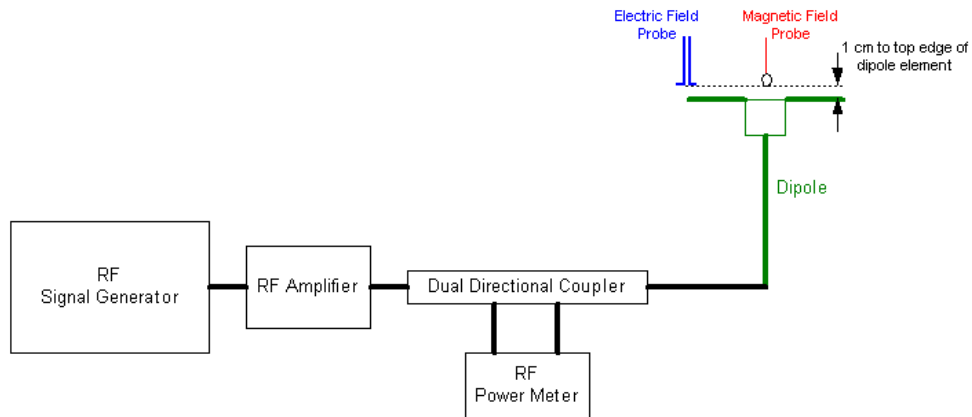 Electric Field
Probe
Magnetic Field
Probe
1 cm to top edge of
dipole element
Dipole
RF
Signal Generator
RF Amplifier
Dual Directional Coupler
RF
Power Meter